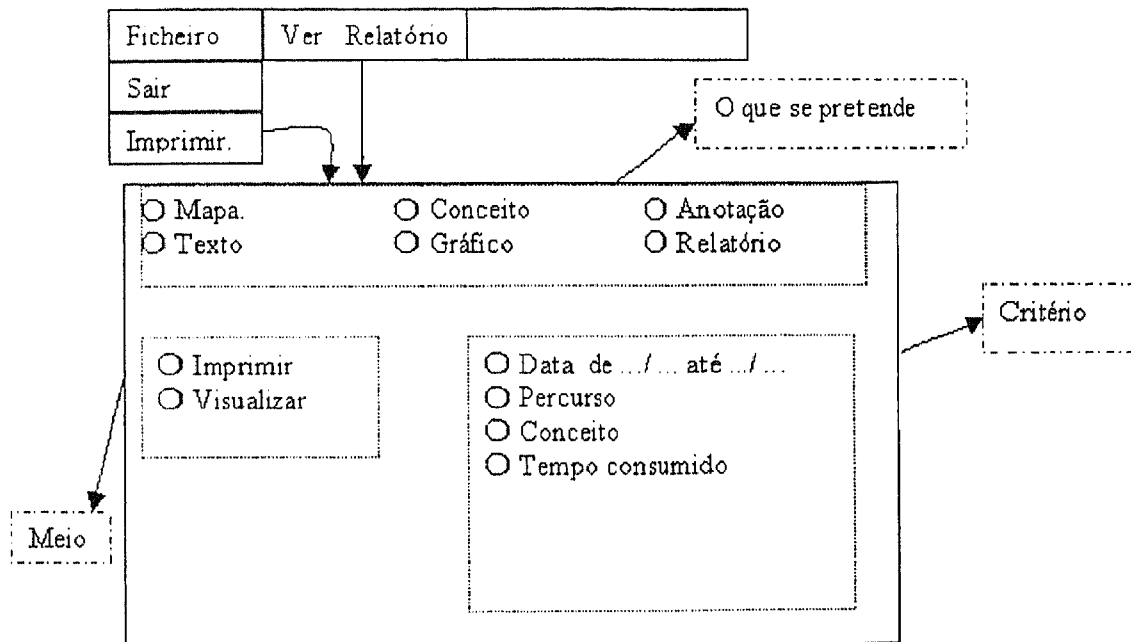 Ficheiro
Ver Relatório
Sair
O que se pretende
Imprimir.
Mapa.
Conceito
Anotação
Texto
Gráfico
Relatório
Critério
Imprimir
Visualizar
Data de .../ ... até .../ ...
Percurso
Conceito
Tempo consumido
Meio